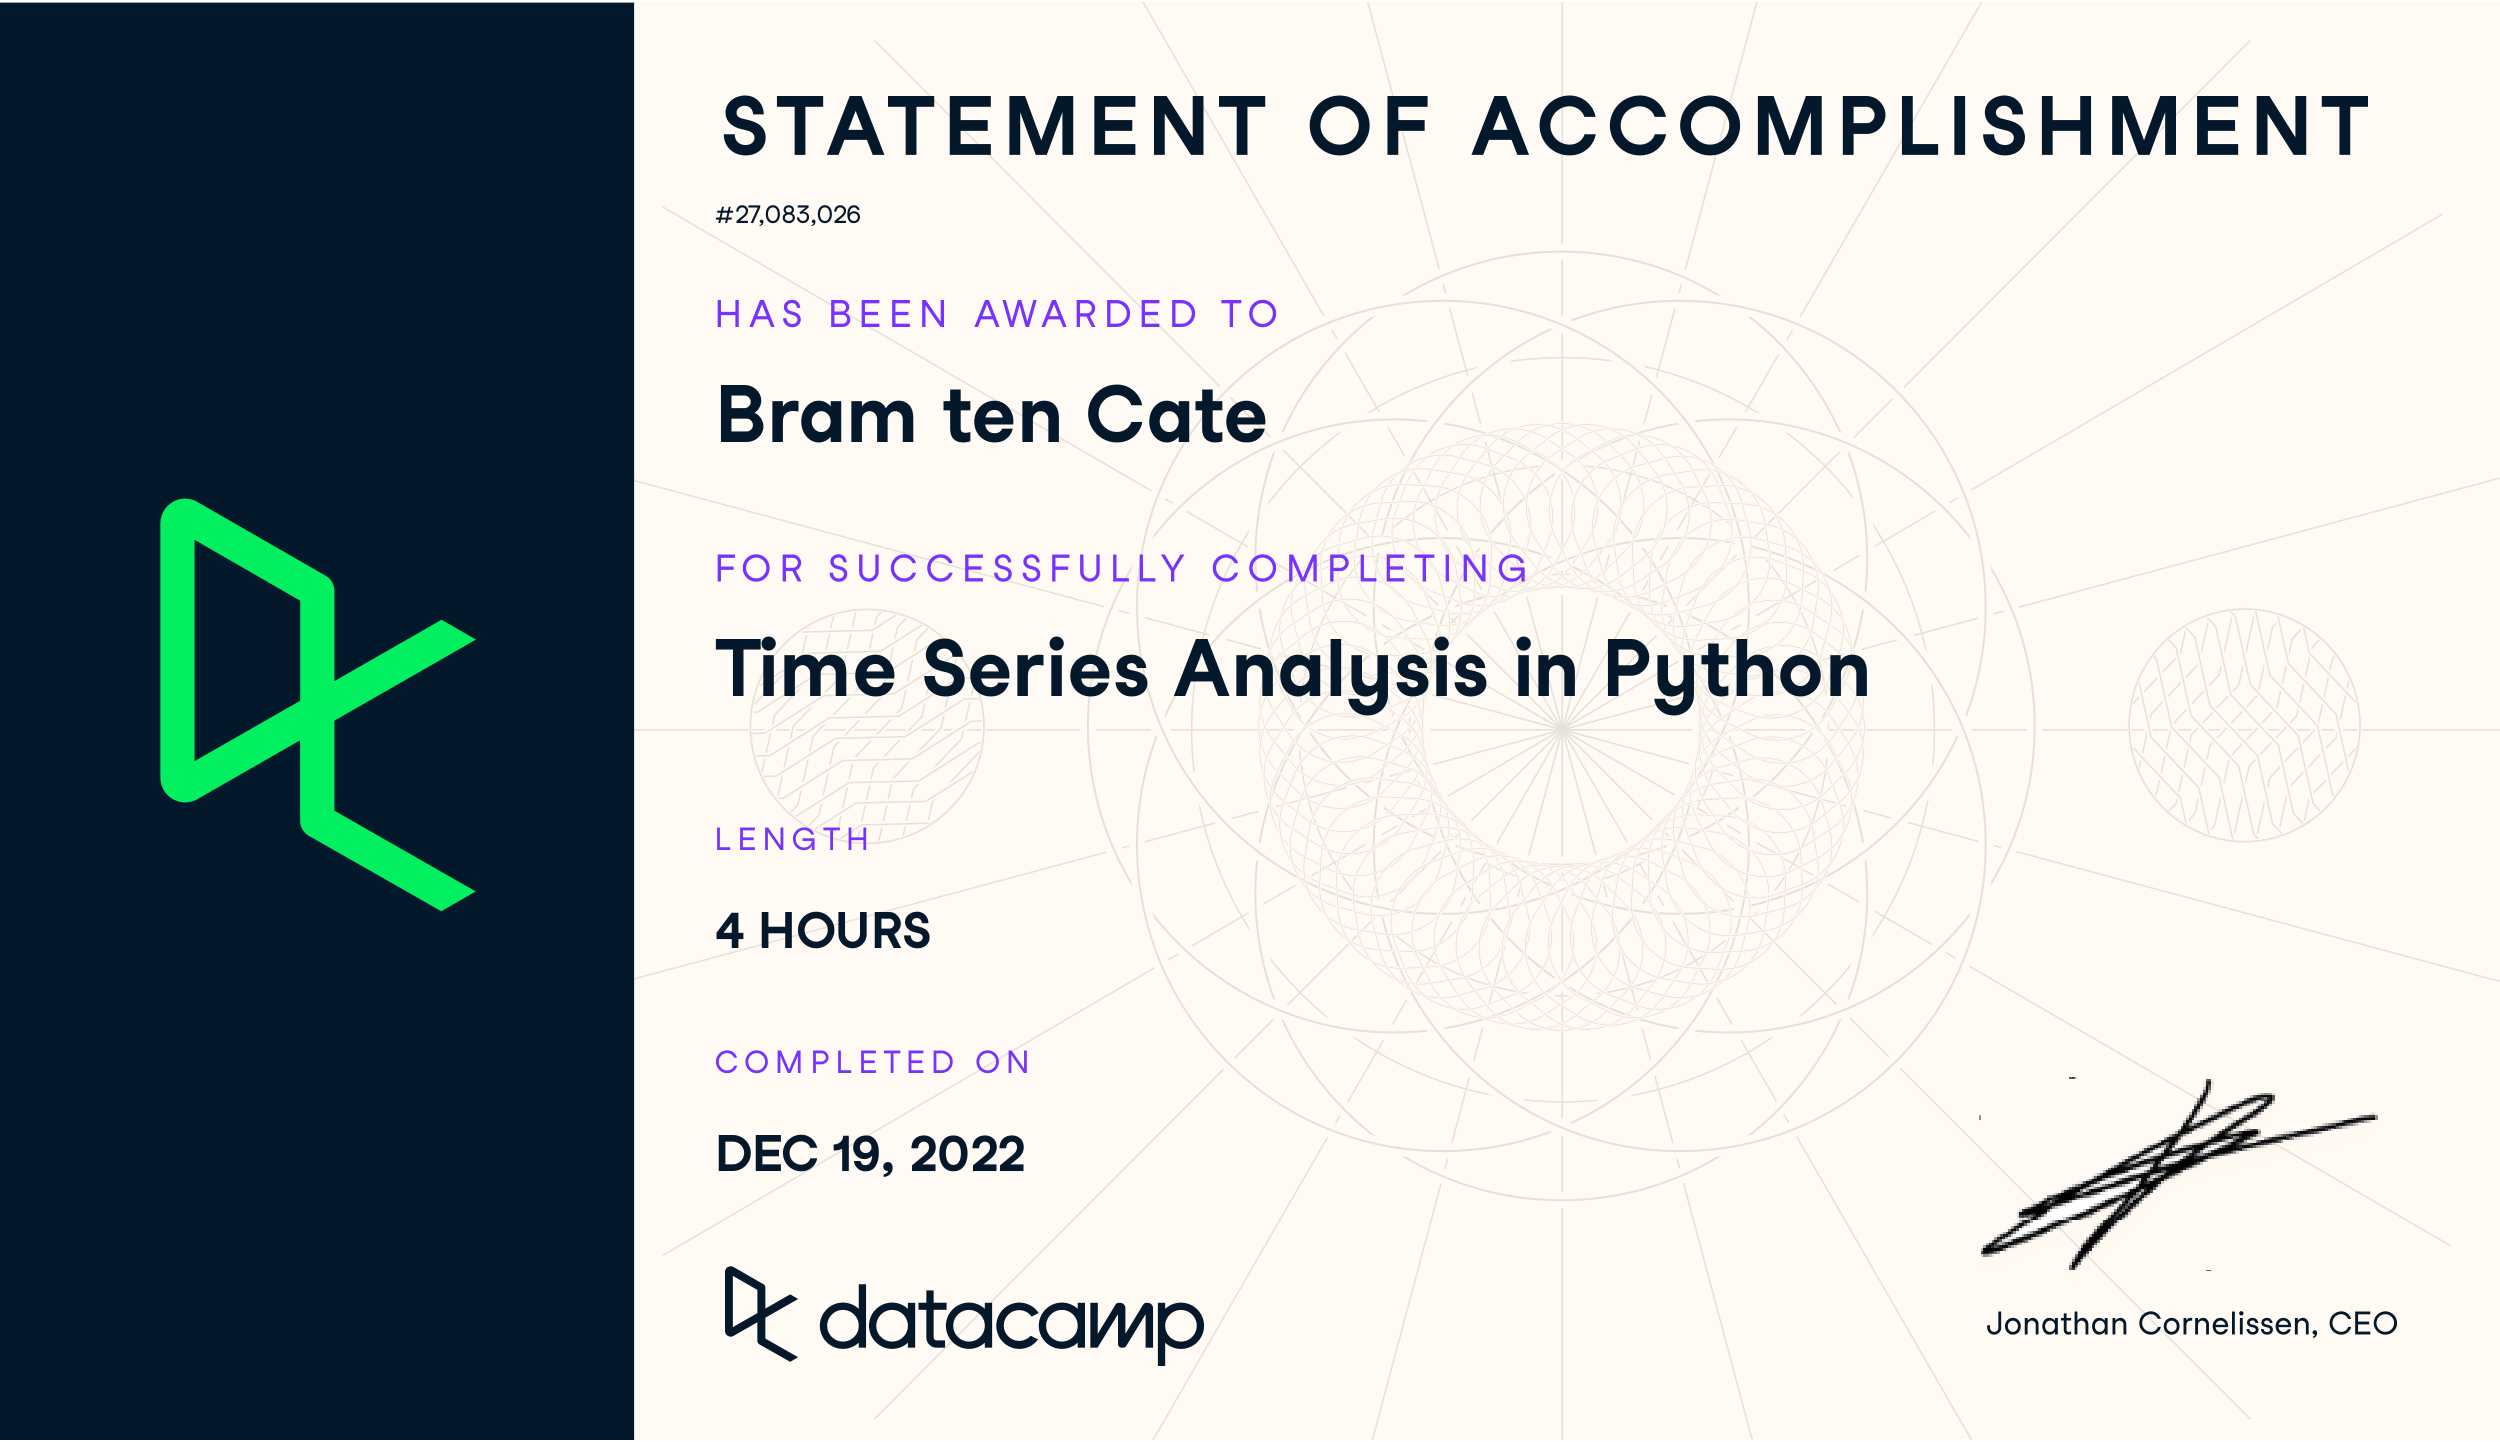 STATEMENT OF ACCOMPLISHMENT
#27,083,026
HAS BEEN AWARDED TO
Bram ten Cate
FOR SUCCESSFULLY COMPLETING
Time Series Analysis in Python
LENGTH
4 HOURS
COMPLETED ON
DEC 19, 2022
datacamp
Jonathan Cornelissen, CEO